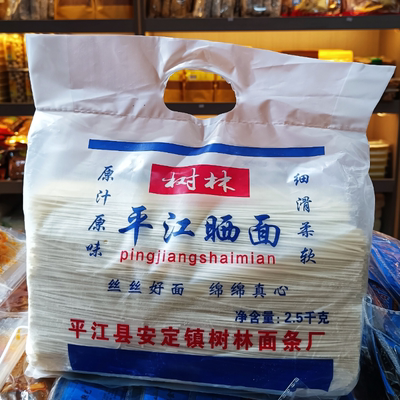 树林
原汁原味
细滑柔软
平江晒面
pingjiangshaimian
丝丝好面 绵绵真心
净含量:2.5千克
平江县安定镇树林面条厂